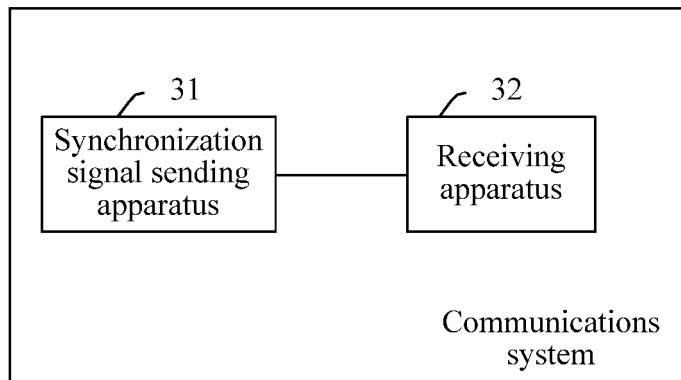 31
32
Synchronization
signal sending
apparatus
Receiving
apparatus
Communications
system